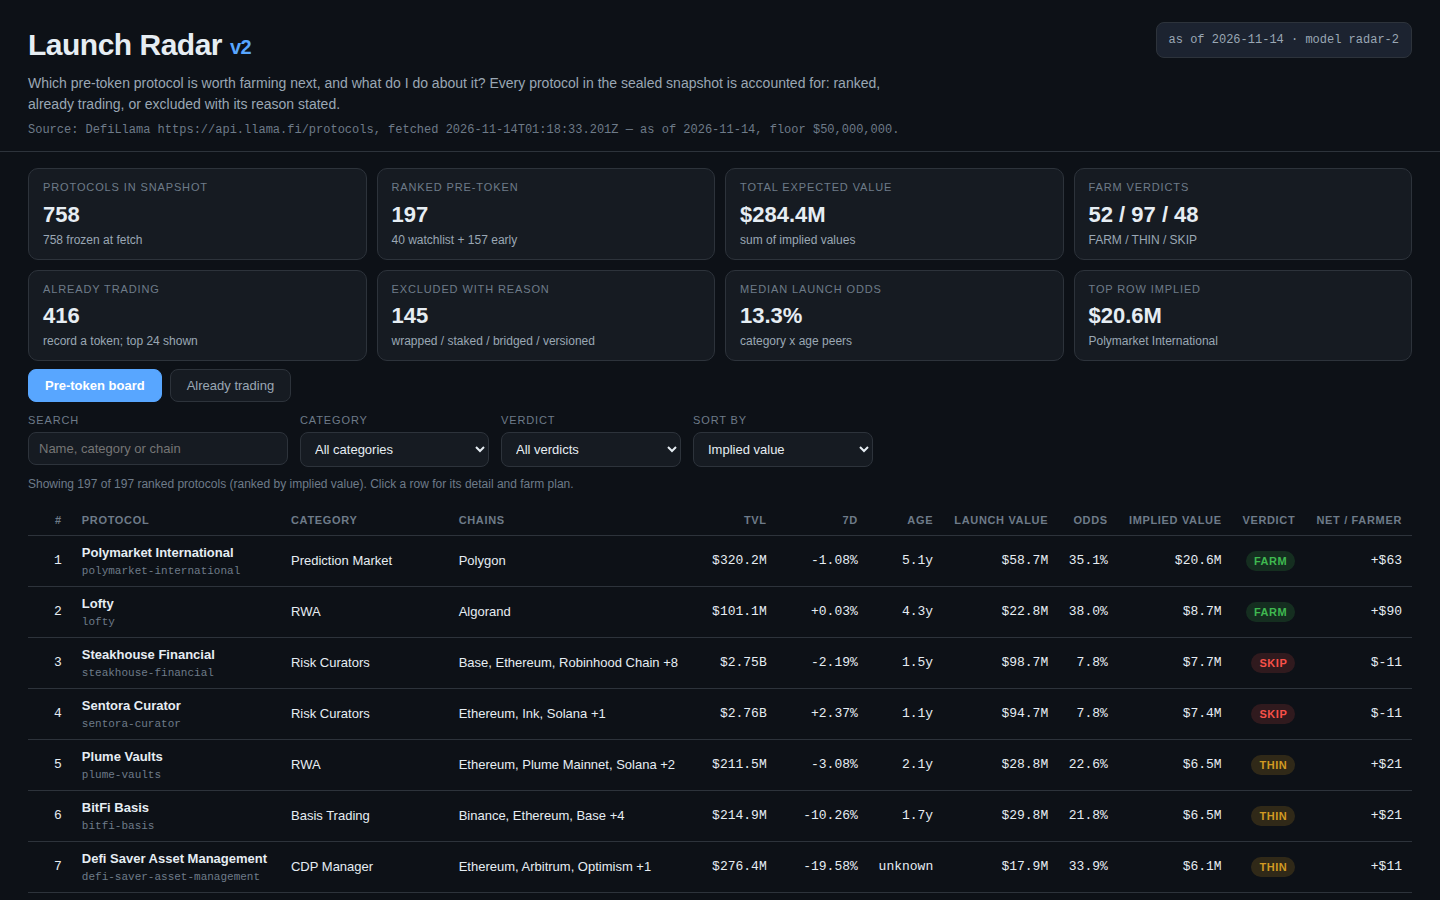 Launch Radar v2
as of 2026-11-14 · model radar-2
Which pre-token protocol is worth farming next, and what do I do about it? Every protocol in the sealed snapshot is accounted for: ranked,
already trading, or excluded with its reason stated.
Source: DefiLlama https://api.llama.fi/protocols, fetched 2026-11-14T01:18:33.201Z — as of 2026-11-14, floor $50,000,000.
PROTOCOLS IN SNAPSHOT
758
758 frozen at fetch
RANKED PRE-TOKEN
197
40 watchlist + 157 early
TOTAL EXPECTED VALUE
$284.4M
sum of implied values
FARM VERDICTS
52 / 97 / 48
FARM / THIN / SKIP
ALREADY TRADING
416
record a token; top 24 shown
EXCLUDED WITH REASON
145
wrapped / staked / bridged / versioned
MEDIAN LAUNCH ODDS
13.3%
category x age peers
TOP ROW IMPLIED
$20.6M
Polymarket International
Pre-token board Already trading
SEARCH CATEGORY VERDICT SORT BY
Name, category or chain All categories All verdicts Implied value
Showing 197 of 197 ranked protocols (ranked by implied value). Click a row for its detail and farm plan.
# PROTOCOL CATEGORY CHAINS TVL 7D AGE LAUNCH VALUE ODDS IMPLIED VALUE VERDICT NET / FARMER
1 Polymarket International Prediction Market Polygon $320.2M -1.08% 5.1y $58.7M 35.1% $20.6M FARM +$63
polymarket-international
2 Lofty RWA Algorand $101.1M +0.03% 4.3y $22.8M 38.0% $8.7M FARM +$90
lofty
3 Steakhouse Financial Risk Curators Base, Ethereum, Robinhood Chain +8 $2.75B -2.19% 1.5y $98.7M 7.8% $7.7M SKIP $-11
steakhouse-financial
4 Sentora Curator Risk Curators Ethereum, Ink, Solana +1 $2.76B +2.37% 1.1y $94.7M 7.8% $7.4M SKIP $-11
sentora-curator
5 Plume Vaults RWA Ethereum, Plume Mainnet, Solana +2 $211.5M -3.08% 2.1y $28.8M 22.6% $6.5M THIN +$21
plume-vaults
6 BitFi Basis Basis Trading Binance, Ethereum, Base +4 $214.9M -10.26% 1.7y $29.8M 21.8% $6.5M THIN +$21
bitfi-basis
7 Defi Saver Asset Management CDP Manager Ethereum, Arbitrum, Optimism +1 $276.4M -19.58% unknown $17.9M 33.9% $6.1M THIN +$11
defi-saver-asset-management